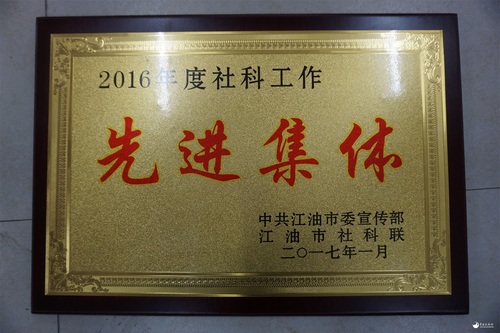 2016年度社科工作
先进集体
中共江油市委宣传部
江油市社科联
二〇一七年一月